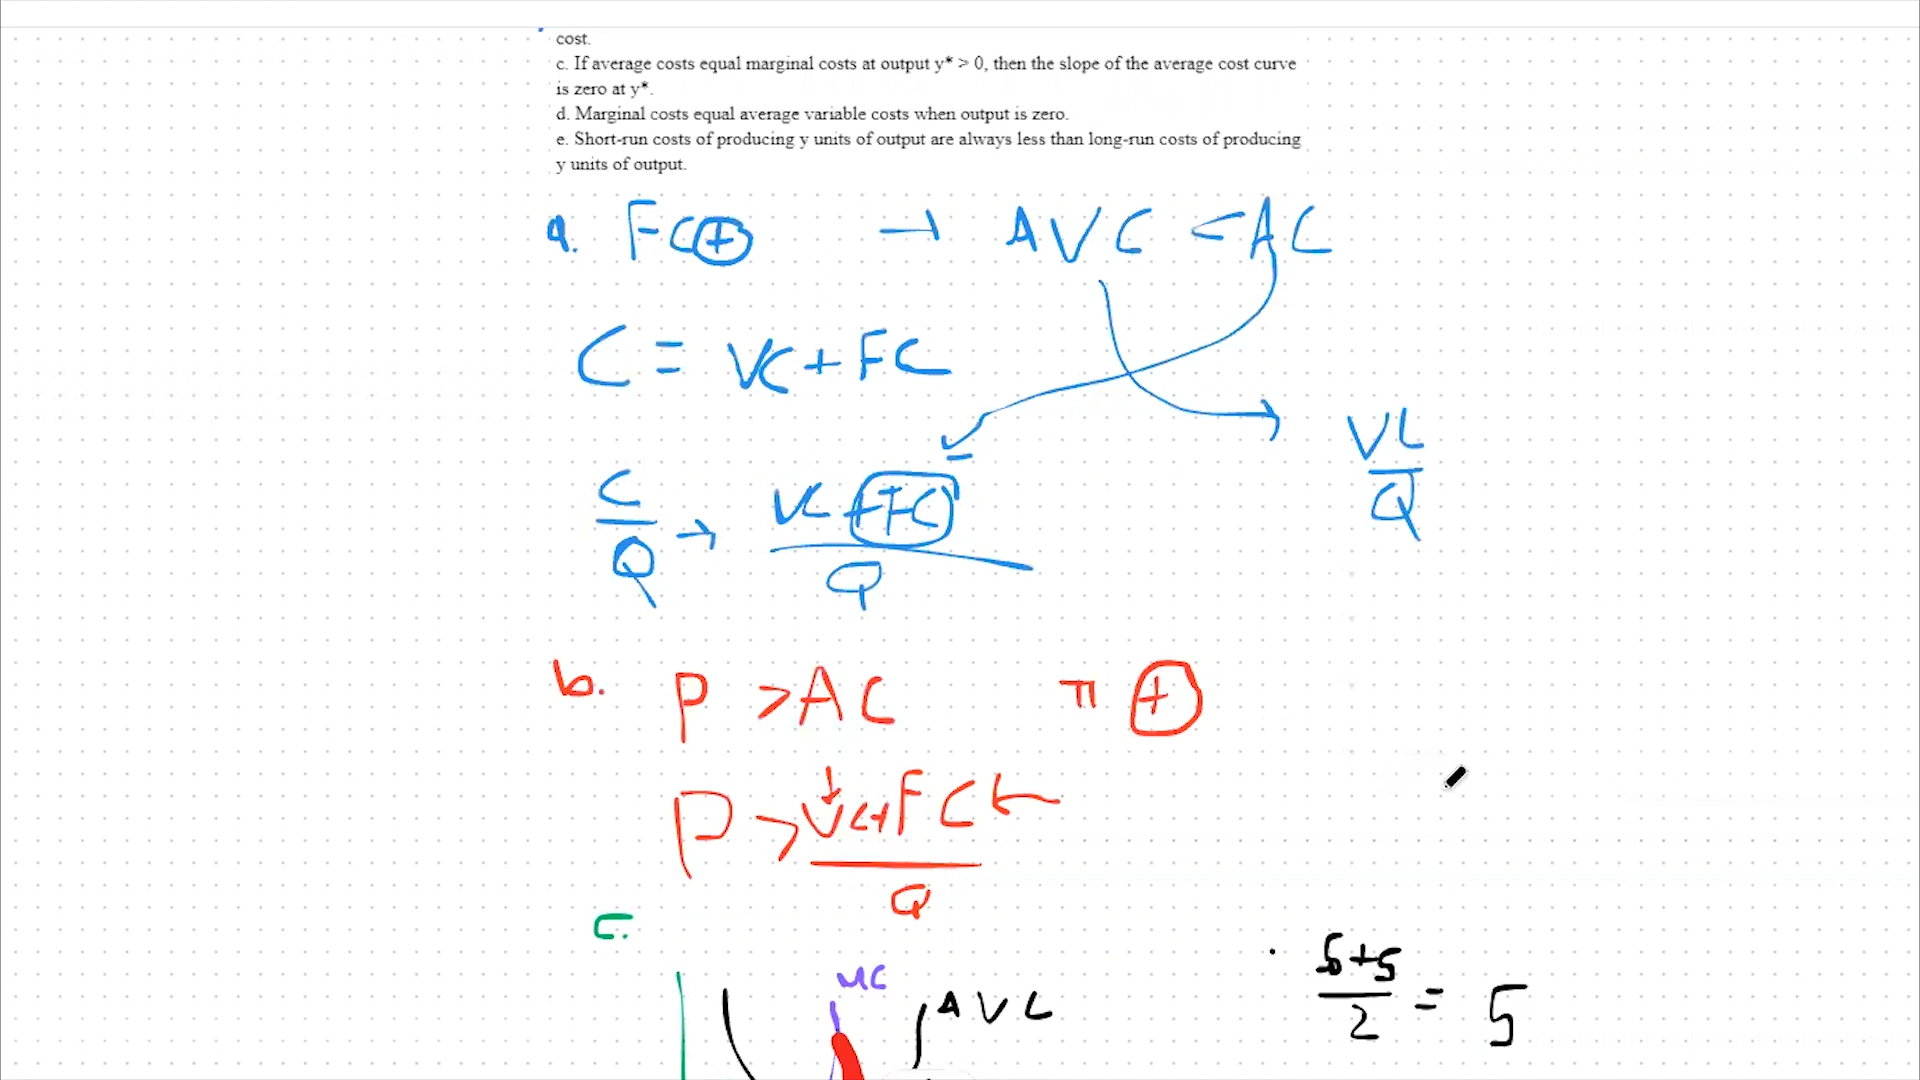 cost.
c. If average costs equal marginal costs at output y* > 0, then the slope of the average cost curve
is zero at y*.
d. Marginal costs equal average variable costs when output is zero.
e. Short-run costs of producing y units of output are always less than long-run costs of producing
y units of output.
a. FC + → AVC < AC
C = VC + FC
VC
Q
C
Q
→ VC + FC
Q
b. P > AC π +
P > VC + FC ←
Q
c.
MC
AVC
5+5
2
= 5